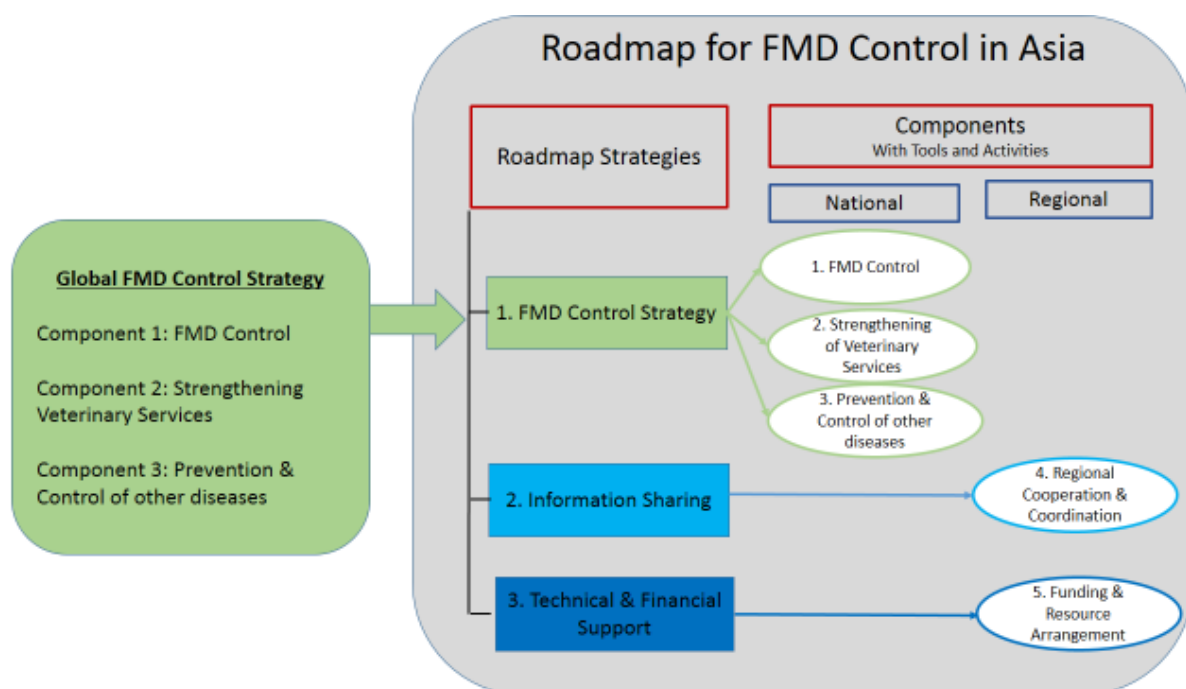 Roadmap for FMD Control in Asia
Roadmap Strategies
Components
With Tools and Activities
National
Regional
Global FMD Control Strategy
Component 1: FMD Control
Component 2: Strengthening
Veterinary Services
Component 3: Prevention &
Control of other diseases
1. FMD Control Strategy
1. FMD Control
2. Strengthening
of Veterinary
Services
3. Prevention &
Control of other
diseases
2. Information Sharing
4. Regional
Cooperation &
Coordination
3. Technical & Financial
Support
5. Funding &
Resource
Arrangement